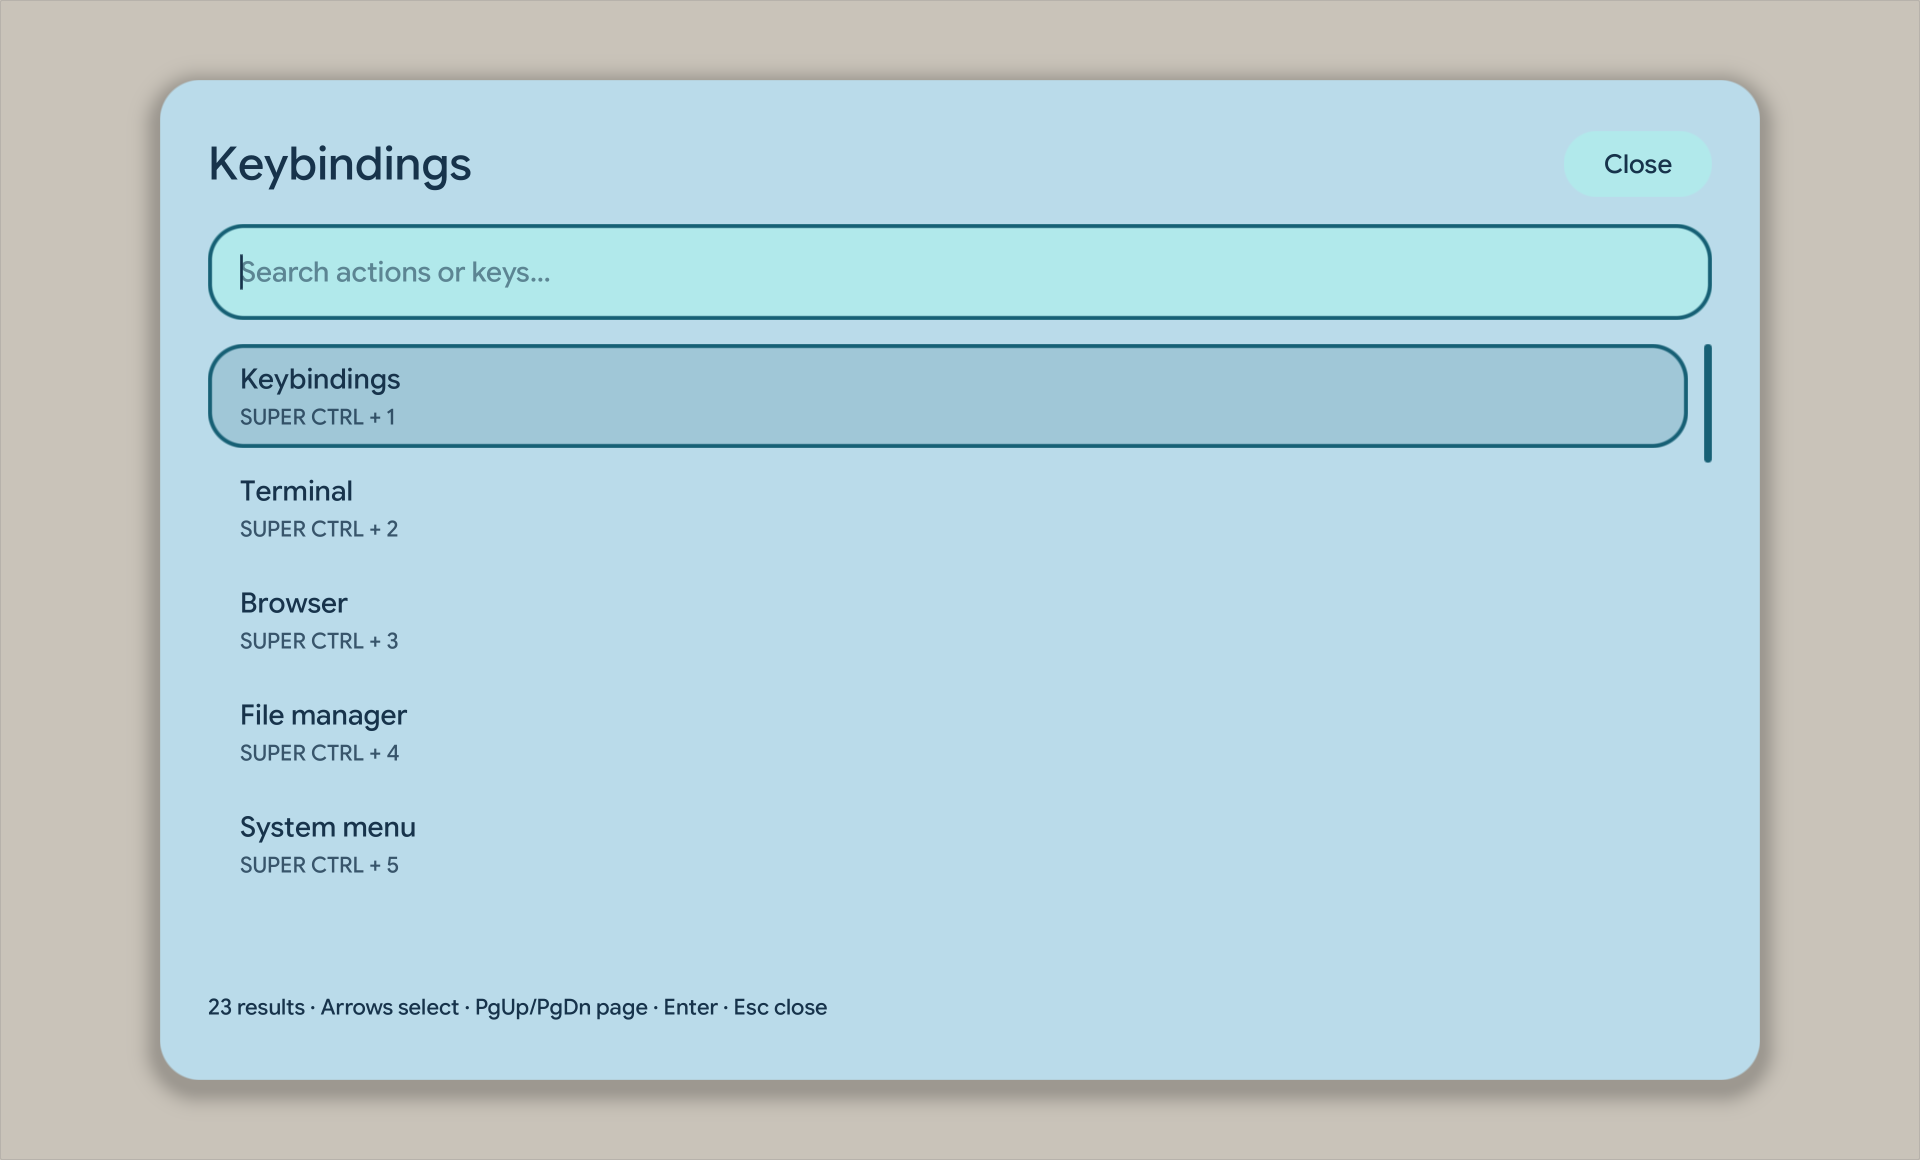 Keybindings
Close
Search actions or keys...
Keybindings
SUPER CTRL + 1
Terminal
SUPER CTRL + 2
Browser
SUPER CTRL + 3
File manager
SUPER CTRL + 4
System menu
SUPER CTRL + 5
23 results · Arrows select · PgUp/PgDn page · Enter · Esc close